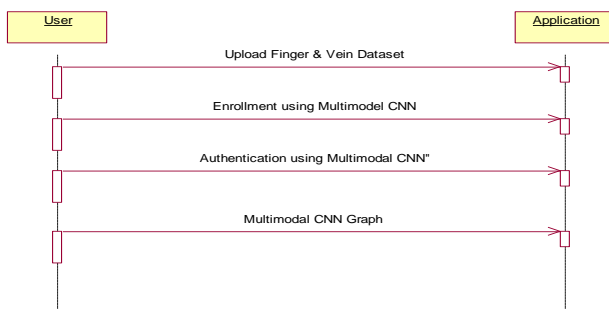 User
Application
Upload Finger & Vein Dataset
Enrollment using Multimodel CNN
Authentication using Multimodal CNN"
Multimodal CNN Graph